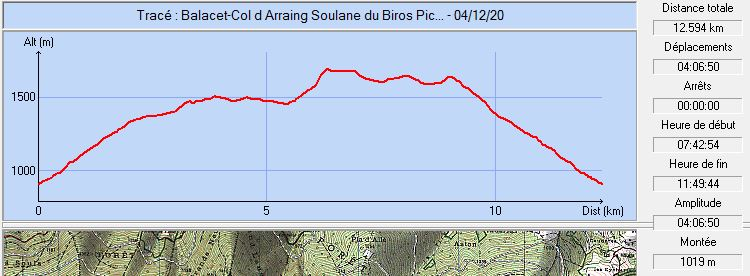 Tracé : Balacet-Col d Arraing Soulane du Biros Pic... - 04/12/20
Alt (m)
1500
1000
0
5
10
Dist (km)
Distance totale
12.594 km
Déplacements
04:06:50
Arrêts
00:00:00
Heure de début
07:42:54
Heure de fin
11:49:44
Amplitude
04:06:50
Montée
1019 m